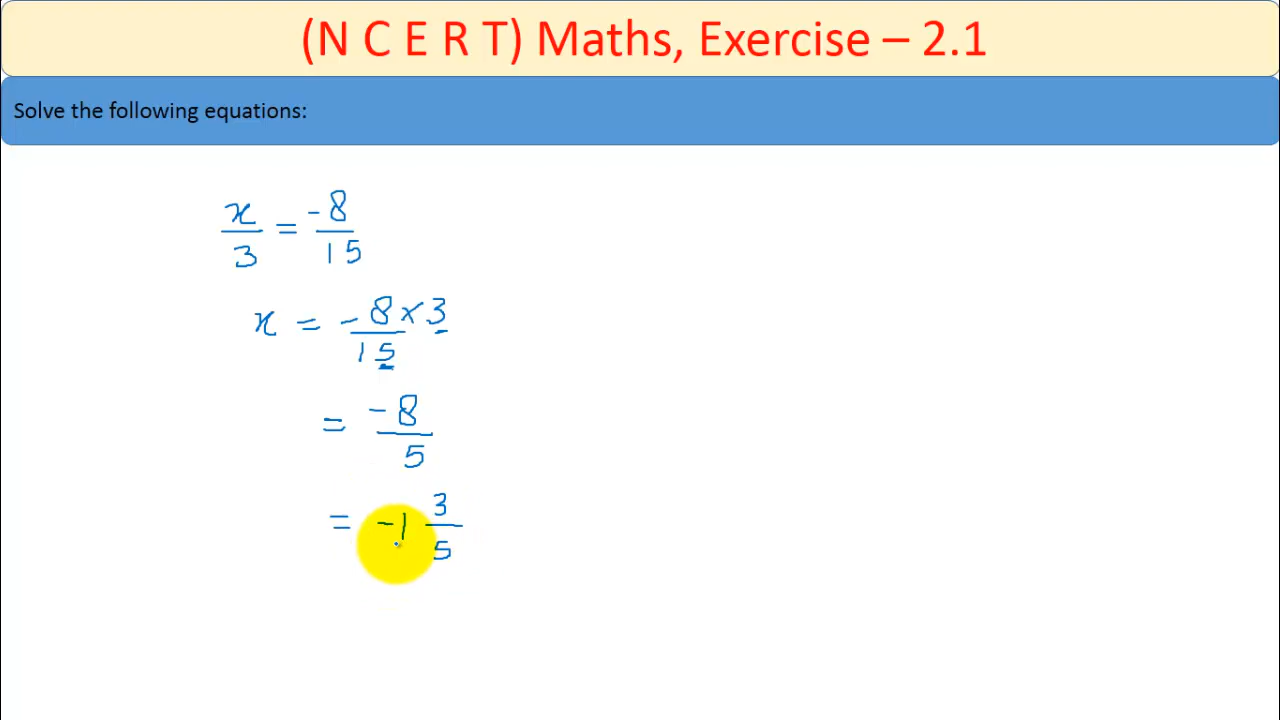 (N C E R T) Maths, Exercise – 2.1
Solve the following equations:
x/3 = -8/15
x = -8×3/15
= -8/5
= -1 3/5